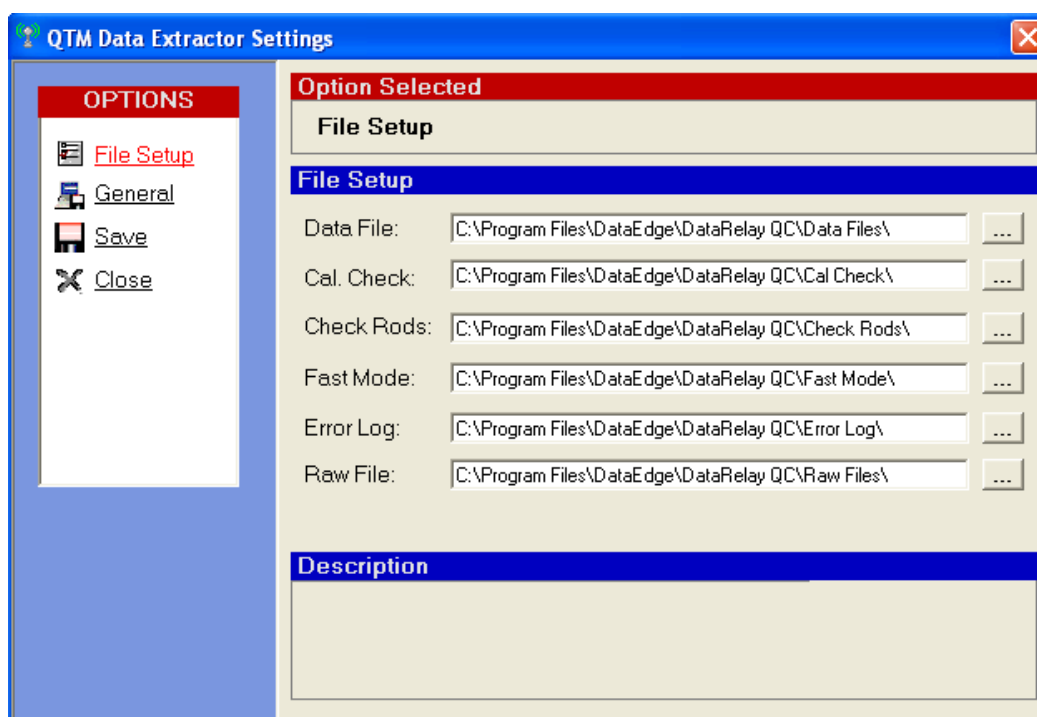 QTM Data Extractor Settings
OPTIONS
File Setup
General
Save
Close
Option Selected
File Setup
File Setup
Data File: C:\Program Files\DataEdge\DataRelay QC\Data Files\ ...
Cal. Check: C:\Program Files\DataEdge\DataRelay QC\Cal Check\ ...
Check Rods: C:\Program Files\DataEdge\DataRelay QC\Check Rods\ ...
Fast Mode: C:\Program Files\DataEdge\DataRelay QC\Fast Mode\ ...
Error Log: C:\Program Files\DataEdge\DataRelay QC\Error Log\ ...
Raw File: C:\Program Files\DataEdge\DataRelay QC\Raw Files\ ...
Description